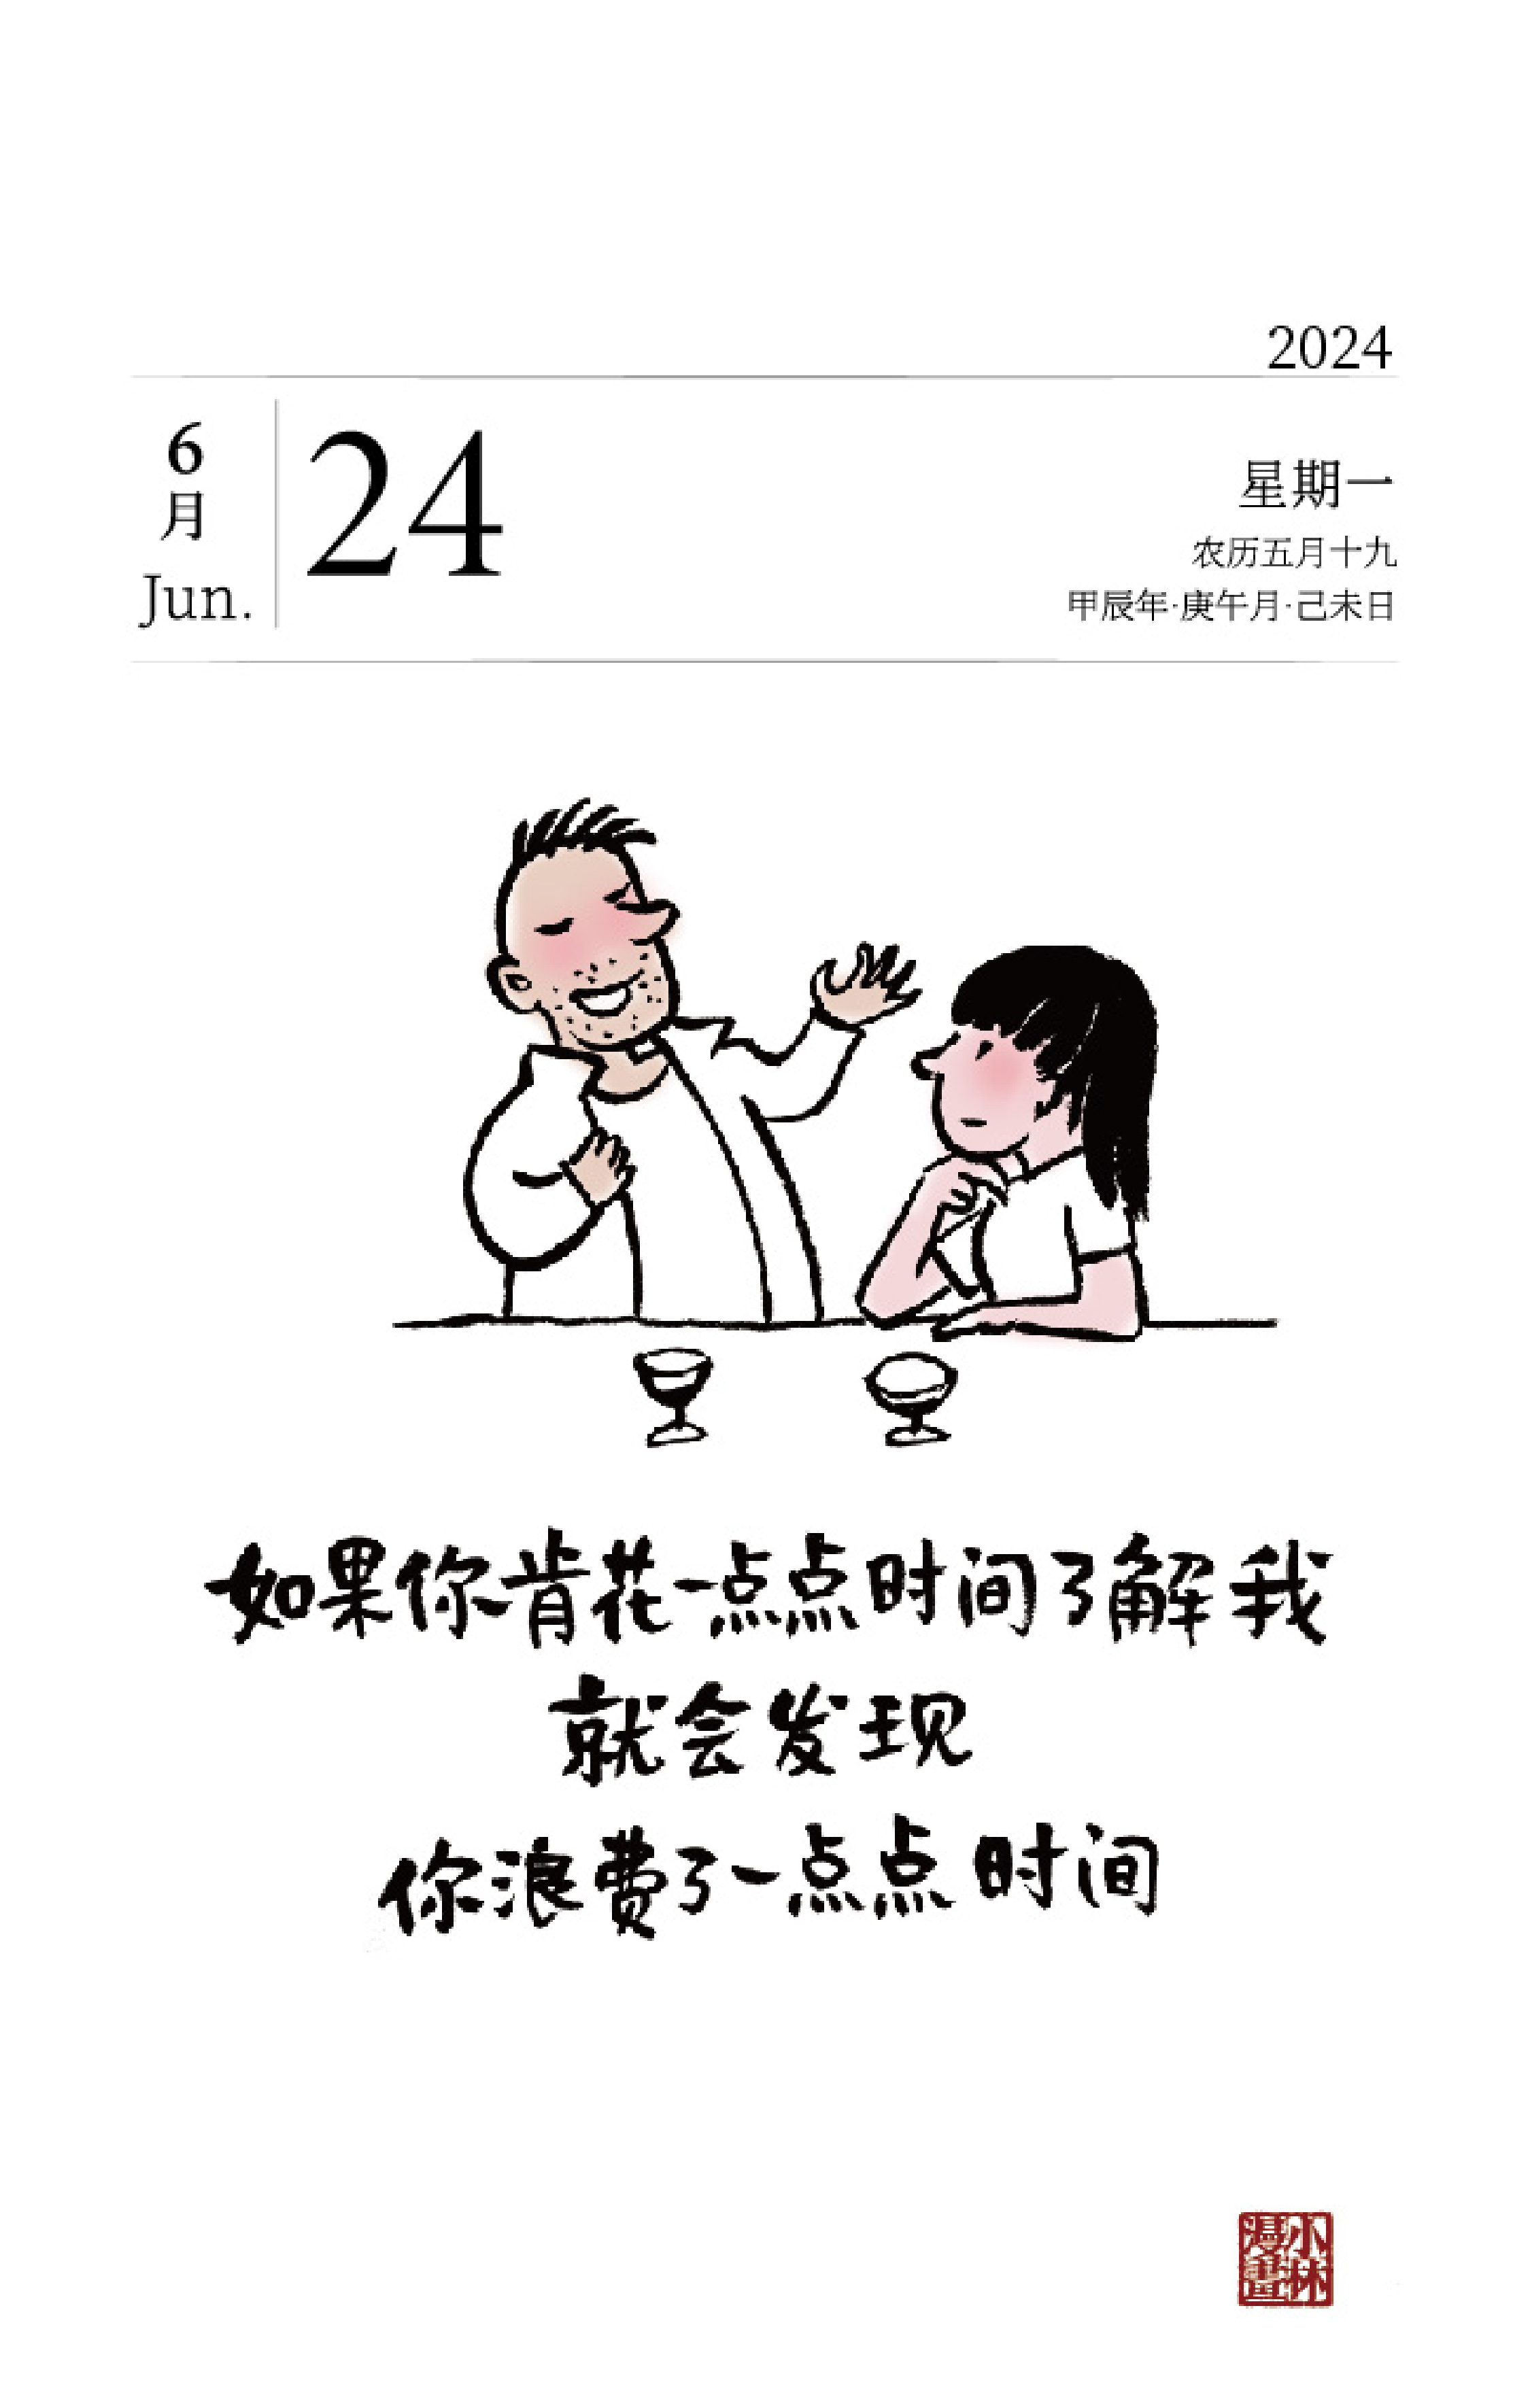 2024
6
月
Jun.
24
星期一
农历五月十九
甲辰年·庚午月·己未日
如果你肯花一点点时间了解我
就会发现
你浪费了一点点时间
小林
漫畫